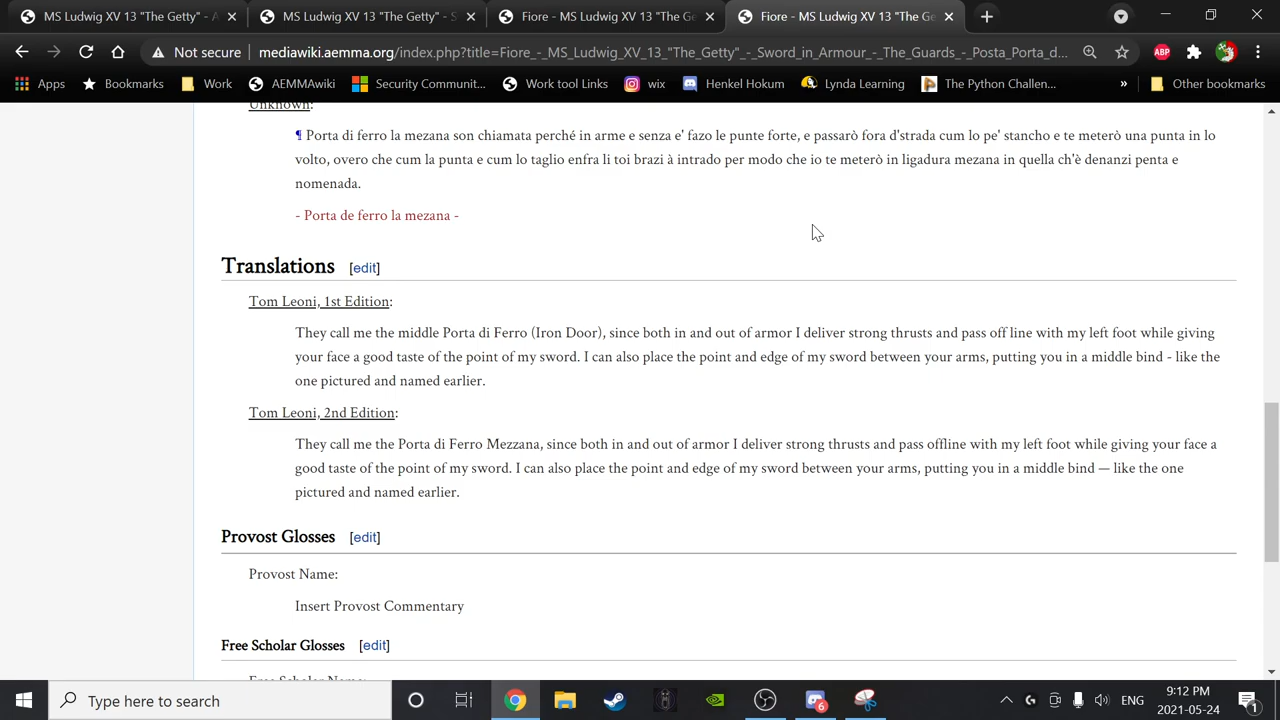 MS Ludwig XV 13 "The Getty" - A
MS Ludwig XV 13 "The Getty" - S
Fiore - MS Ludwig XV 13 "The Ge
Fiore - MS Ludwig XV 13 "The Ge
Not secure
mediawiki.aemma.org/index.php?title=Fiore_-_MS_Ludwig_XV_13_"The_Getty"_-_Sword_in_Armour_-_The_Guards_-_Posta_Porta_d...
ABP
Apps
Bookmarks
Work
AEMMAwiki
Security Communit...
Work tool Links
wix
Henkel Hokum
Lynda Learning
The Python Challen...
»
Other bookmarks
Unknown:
¶ Porta di ferro la mezana son chiamata perché in arme e senza e' fazo le punte forte, e passarò fora d'strada cum lo pe' stancho e te meterò una punta in lo
volto, overo che cum la punta e cum lo taglio enfra li toi brazi à intrado per modo che io te meterò in ligadura mezana in quella ch'è denanzi penta e
nomenada.
- Porta de ferro la mezana -
Translations [edit]
Tom Leoni, 1st Edition:
They call me the middle Porta di Ferro (Iron Door), since both in and out of armor I deliver strong thrusts and pass off line with my left foot while giving
your face a good taste of the point of my sword. I can also place the point and edge of my sword between your arms, putting you in a middle bind - like the
one pictured and named earlier.
Tom Leoni, 2nd Edition:
They call me the Porta di Ferro Mezzana, since both in and out of armor I deliver strong thrusts and pass offline with my left foot while giving your face a
good taste of the point of my sword. I can also place the point and edge of my sword between your arms, putting you in a middle bind — like the one
pictured and named earlier.
Provost Glosses [edit]
Provost Name:
Insert Provost Commentary
Free Scholar Glosses [edit]
Free Scholar Name:
Type here to search
6
ENG
9:12 PM
2021-05-24
1